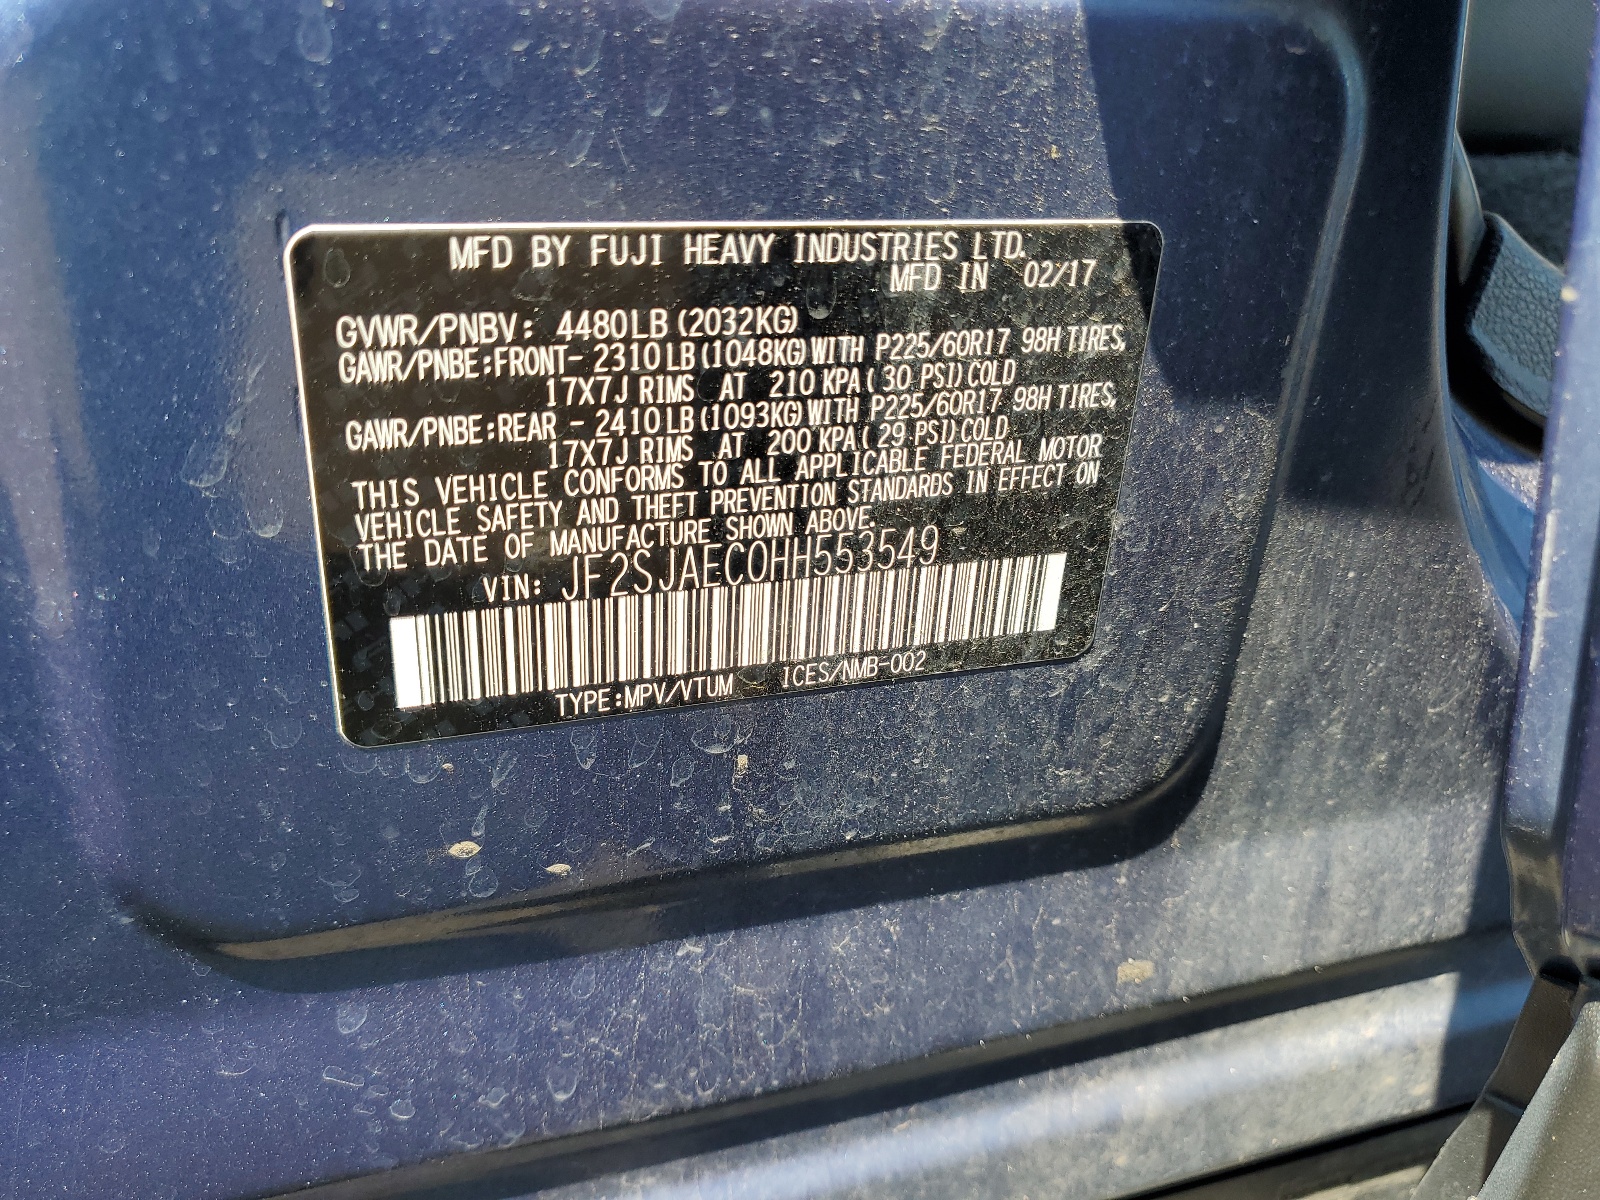 MFD BY FUJI HEAVY INDUSTRIES LTD.
MFD IN 02/17
GVWR/PNBV: 4480LB (2032KG)
GAWR/PNBE:FRONT- 2310LB(1048KG)WITH P225/60R17 98H TIRES,
17X7J RIMS AT 210 KPA( 30 PSI)COLD
GAWR/PNBE:REAR - 2410LB(1093KG)WITH P225/60R17 98H TIRES,
17X7J RIMS AT 200 KPA( 29 PSI)COLD
THIS VEHICLE CONFORMS TO ALL APPLICABLE FEDERAL MOTOR
VEHICLE SAFETY AND THEFT PREVENTION STANDARDS IN EFFECT ON
THE DATE OF MANUFACTURE SHOWN ABOVE.
VIN: JF2SJAEC0HH553549
TYPE:MPV/VTUM ICES/NMB-002